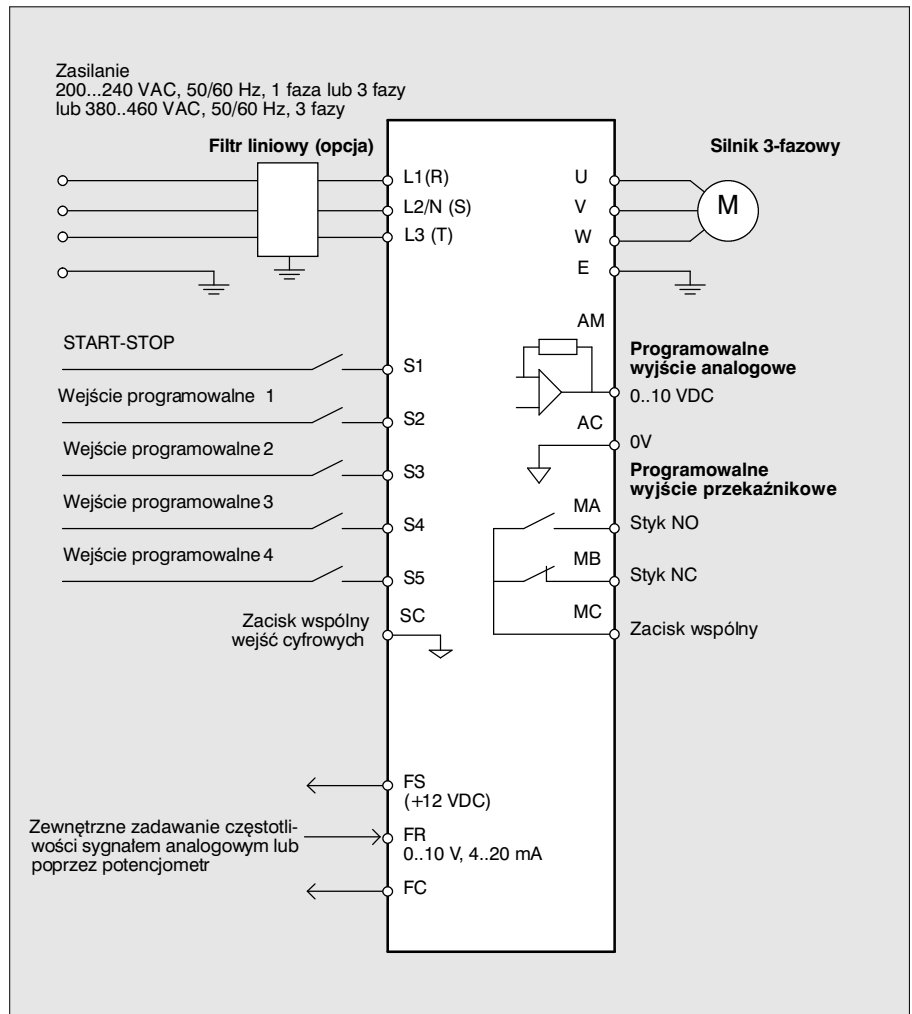 Zasilanie
200...240 VAC, 50/60 Hz, 1 faza lub 3 fazy
lub 380..460 VAC, 50/60 Hz, 3 fazy
Filtr liniowy (opcja)
Silnik 3-fazowy
L1(R)
L2/N (S)
L3 (T)
U
V
W
E
M
START-STOP
S1
Wejście programowalne 1
S2
Wejście programowalne 2
S3
Wejście programowalne 3
S4
Wejście programowalne 4
S5
Zacisk wspólny
wejść cyfrowych
SC
AM
Programowalne
wyjście analogowe
0..10 VDC
AC
0V
Programowalne
wyjście przekaźnikowe
MA
Styk NO
MB
Styk NC
MC
Zacisk wspólny
FS
(+12 VDC)
Zewnętrzne zadawanie częstotli-
wości sygnałem analogowym lub
poprzez potencjometr
FR
0..10 V, 4..20 mA
FC